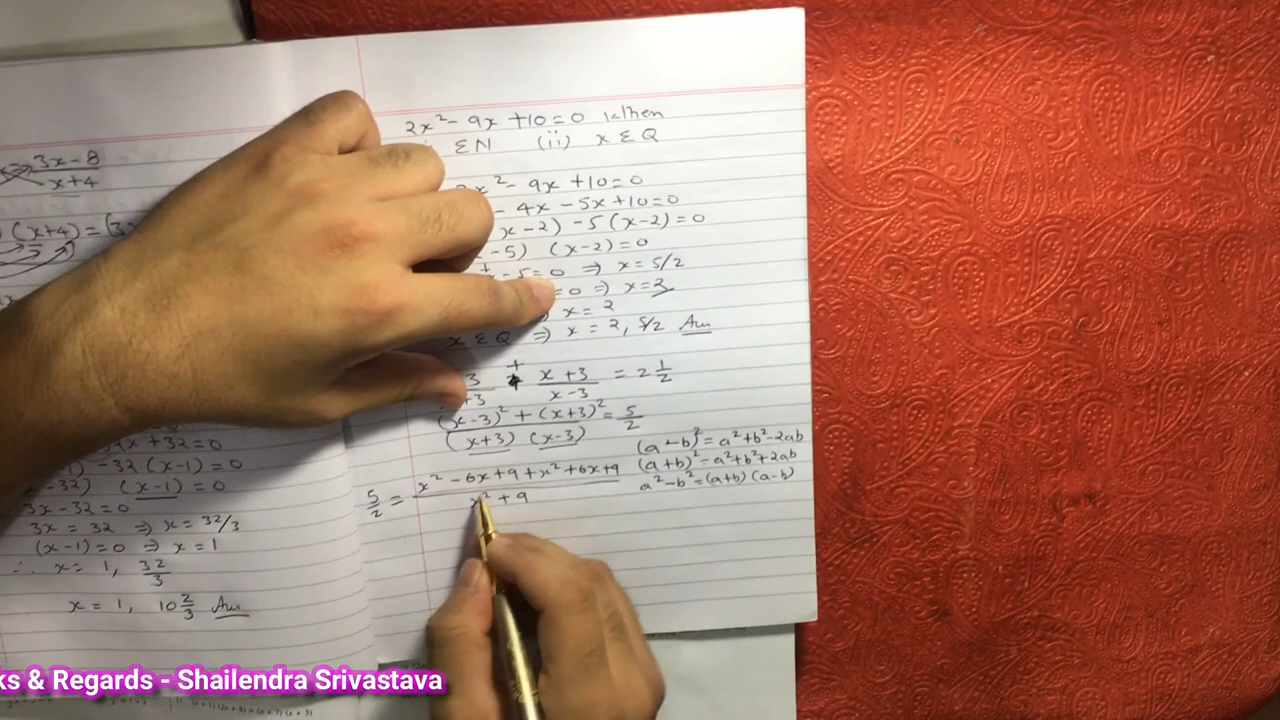 3x-8
x+4
(x+4) = (3
2x + 32 = 0
-32 (x-1) = 0
x-32) (x-1) = 0
3x-32=0
3x = 32 ⇒ x = 32/3
(x-1)=0 ⇒ x=1
∴ x= 1, 32/3
x = 1, 10 2/3 Ans
2x² - 9x +10=0 when
ΣN (ii) x Σ Q
x² - 9x +10=0
- 4x - 5x +10=0
x-2) -5(x-2)=0
-5) (x-2)=0
-5=0 ⇒ x=5/2
=0 ⇒ x=2
x= 2
x Σ Q ⇒ x = 2, 5/2 Ans
3 + x+3 / x-3 = 2 1/2
+3
(x-3)² + (x+3)² / (x+3) (x-3) = 5/2
(a-b)² = a²+b²-2ab
(a+b)² = a²+b²+2ab
a²-b² = (a+b)(a-b)
5/2 = x² - 6x+9 + x² + 6x+9 / x² + 9
ks & Regards - Shailendra Srivastava